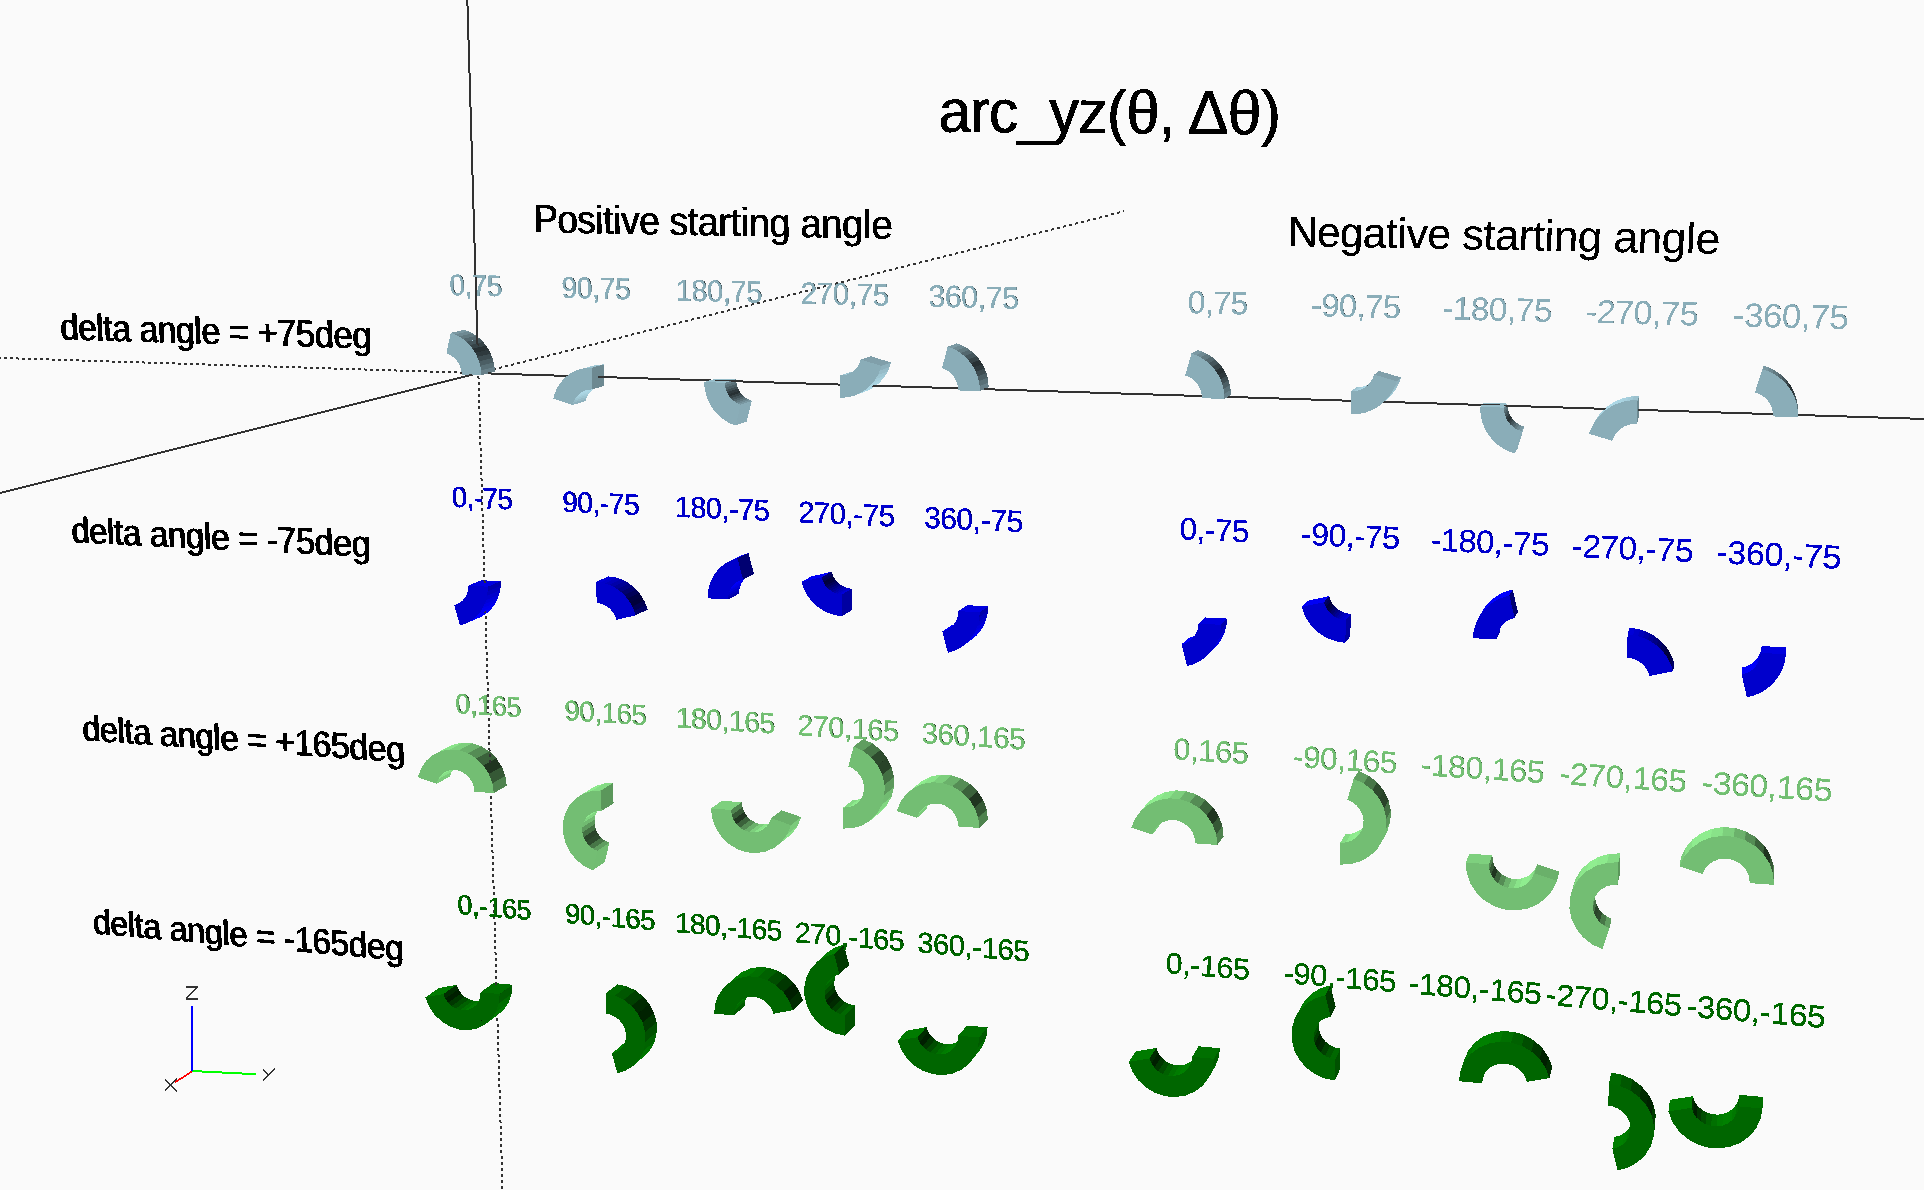 arc_yz(θ, Δθ)
Positive starting angle
Negative starting angle
0,75 90,75 180,75 270,75 360,75 0,75 -90,75 -180,75 -270,75 -360,75
delta angle = +75deg
0,-75 90,-75 180,-75 270,-75 360,-75 0,-75 -90,-75 -180,-75 -270,-75 -360,-75
delta angle = -75deg
0,165 90,165 180,165 270,165 360,165 0,165 -90,165 -180,165 -270,165 -360,165
delta angle = +165deg
0,-165 90,-165 180,-165 270,-165 360,-165 0,-165 -90,-165 -180,-165 -270,-165 -360,-165
delta angle = -165deg
Z
X
Y